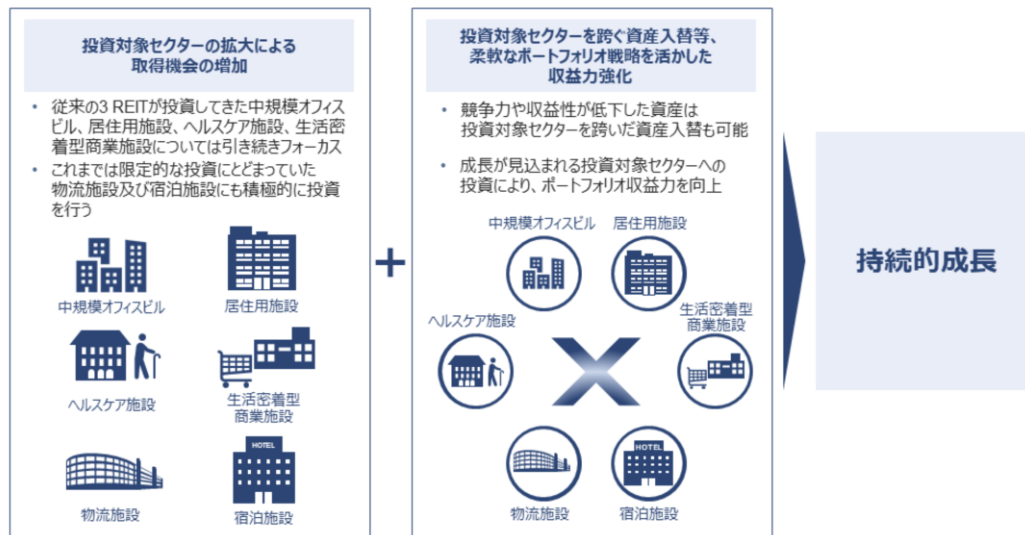 投資対象セクターの拡大による
取得機会の増加
• 従来の3 REITが投資してきた中規模オフィス
ビル、居住用施設、ヘルスケア施設、生活密
着型商業施設については引き続きフォーカス
• これまでは限定的な投資にとどまっていた
物流施設及び宿泊施設にも積極的に投資
を行う
中規模オフィスビル
居住用施設
ヘルスケア施設
生活密着型
商業施設
物流施設
HOTEL
宿泊施設
+
投資対象セクターを跨ぐ資産入替等、
柔軟なポートフォリオ戦略を活かした
収益力強化
• 競争力や収益性が低下した資産は
投資対象セクターを跨いだ資産入替も可能
• 成長が見込まれる投資対象セクターへの
投資により、ポートフォリオ収益力を向上
中規模オフィスビル
居住用施設
ヘルスケア施設
生活密着型
商業施設
物流施設
HOTEL
宿泊施設
持続的成長